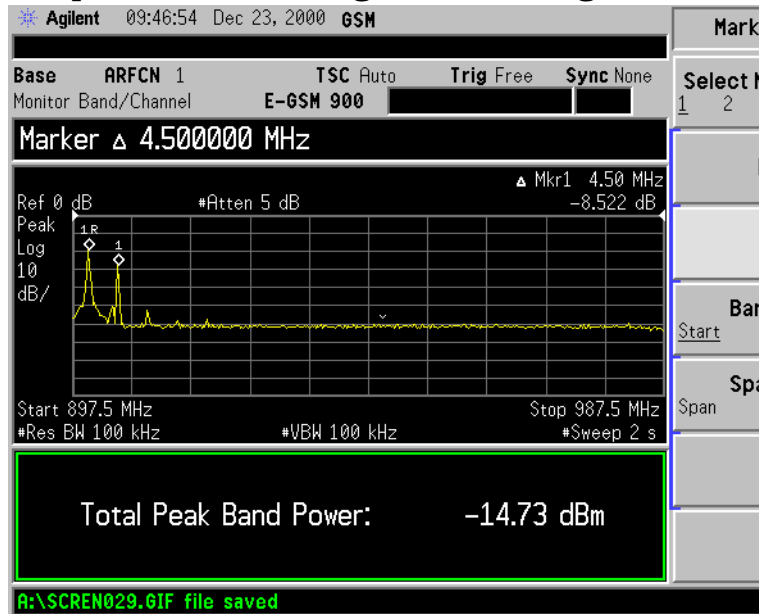 Agilent 09:46:54 Dec 23, 2000 GSM
Base ARFCN 1 TSC Auto Trig Free Sync None
Monitor Band/Channel E-GSM 900
Marker Δ 4.500000 MHz
Δ Mkr1 4.50 MHz
Ref 0 dB #Atten 5 dB -8.522 dB
Peak
Log
10
dB/
1R
1
Start 897.5 MHz Stop 987.5 MHz
#Res BW 100 kHz #VBW 100 kHz #Sweep 2 s
Total Peak Band Power: -14.73 dBm
A:\SCREN029.GIF file saved
Mark
Select M
1 2
Start
Span